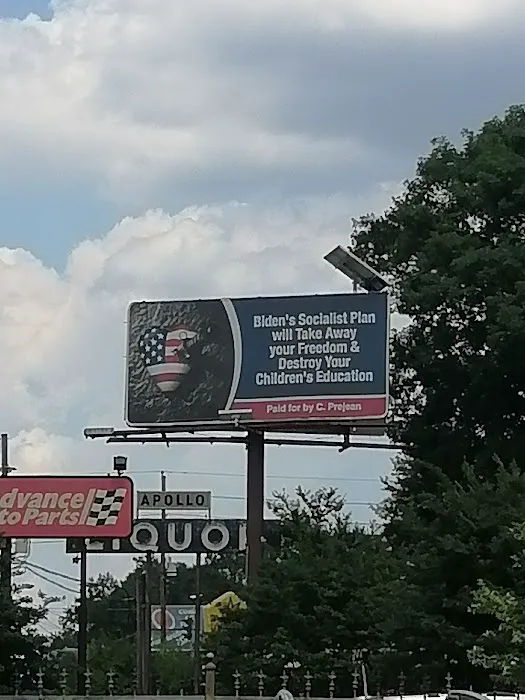 Biden's Socialist Plan
will Take Away
your Freedom &
Destroy Your
Children's Education
Paid for by C. Prejean
dvance
to Parts
APOLLO
IQUO